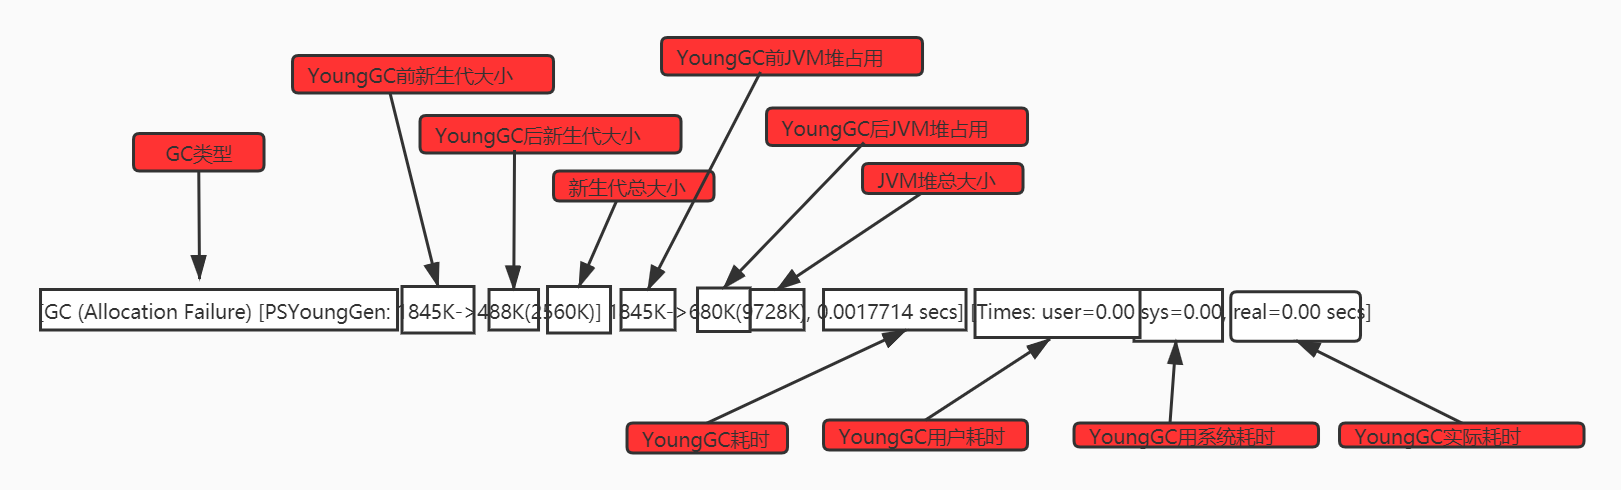 YoungGC前JVM堆占用
YoungGC前新生代大小
YoungGC后新生代大小
YoungGC后JVM堆占用
GC类型
新生代总大小
JVM堆总大小
[GC (Allocation Failure) [PSYoungGen: 1845K->488K(2560K)] 1845K->680K(9728K), 0.0017714 secs] [Times: user=0.00 sys=0.00, real=0.00 secs]
YoungGC耗时
YoungGC用户耗时
YoungGC用系统耗时
YoungGC实际耗时